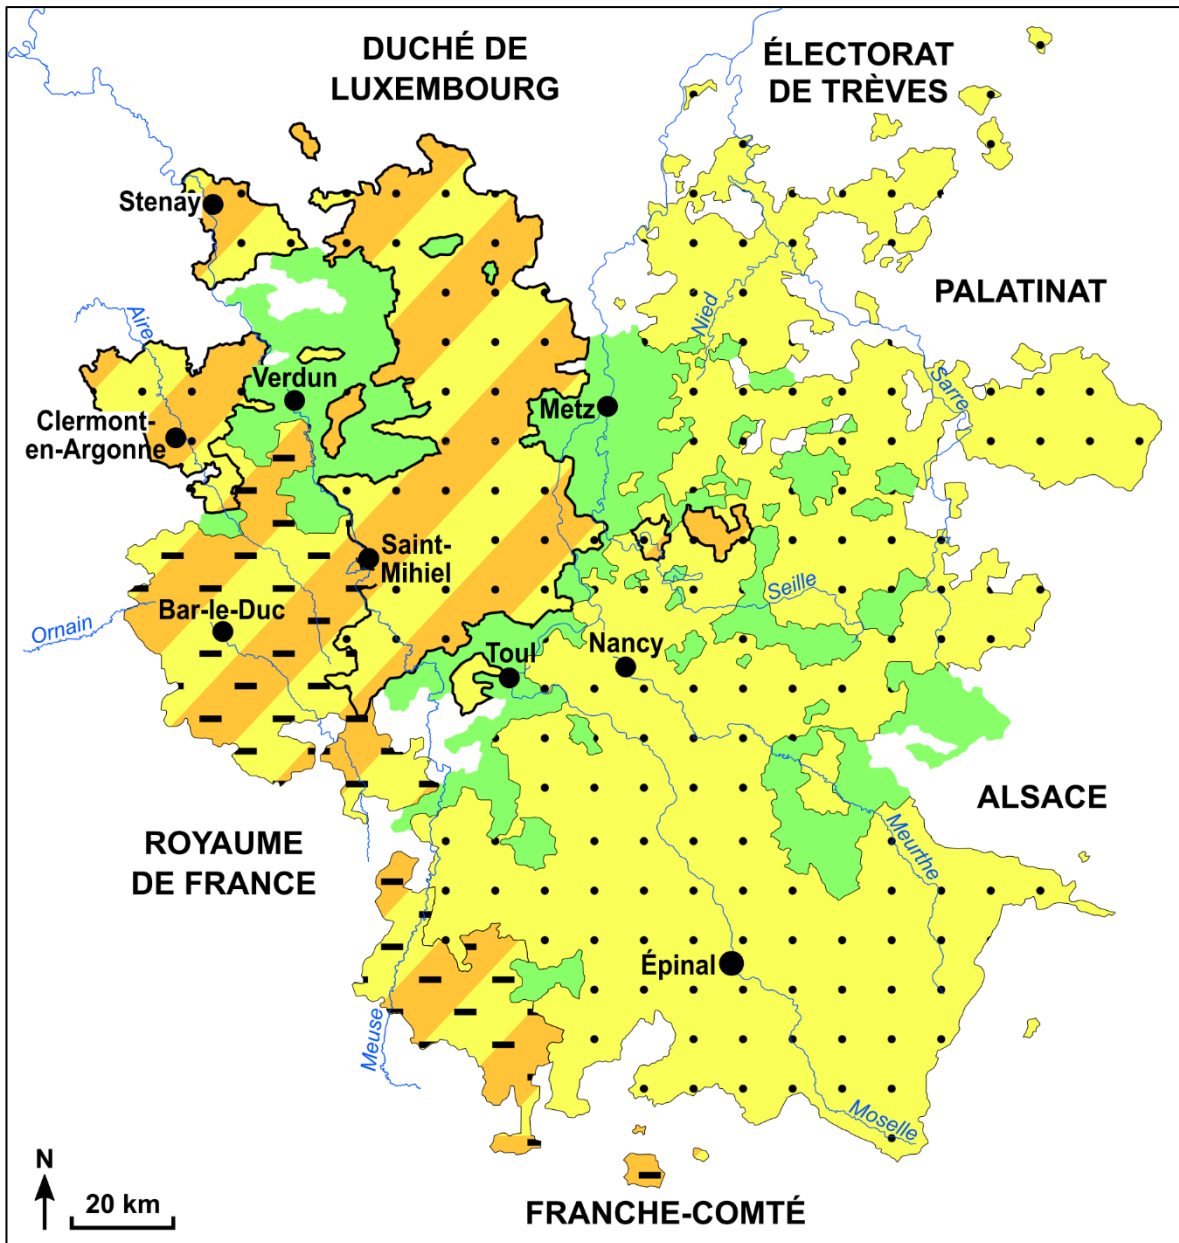 DUCHÉ DE
LUXEMBOURG
ÉLECTORAT
DE TRÈVES
Stenay
PALATINAT
Nied
Aire
Sarre
Verdun
Metz
Clermont-
en-Argonne
Saint-
Mihiel
Seille
Bar-le-Duc
Ornain
Nancy
Toul
ALSACE
Meurthe
ROYAUME
DE FRANCE
Épinal
Meuse
Moselle
N
20 km
FRANCHE-COMTÉ